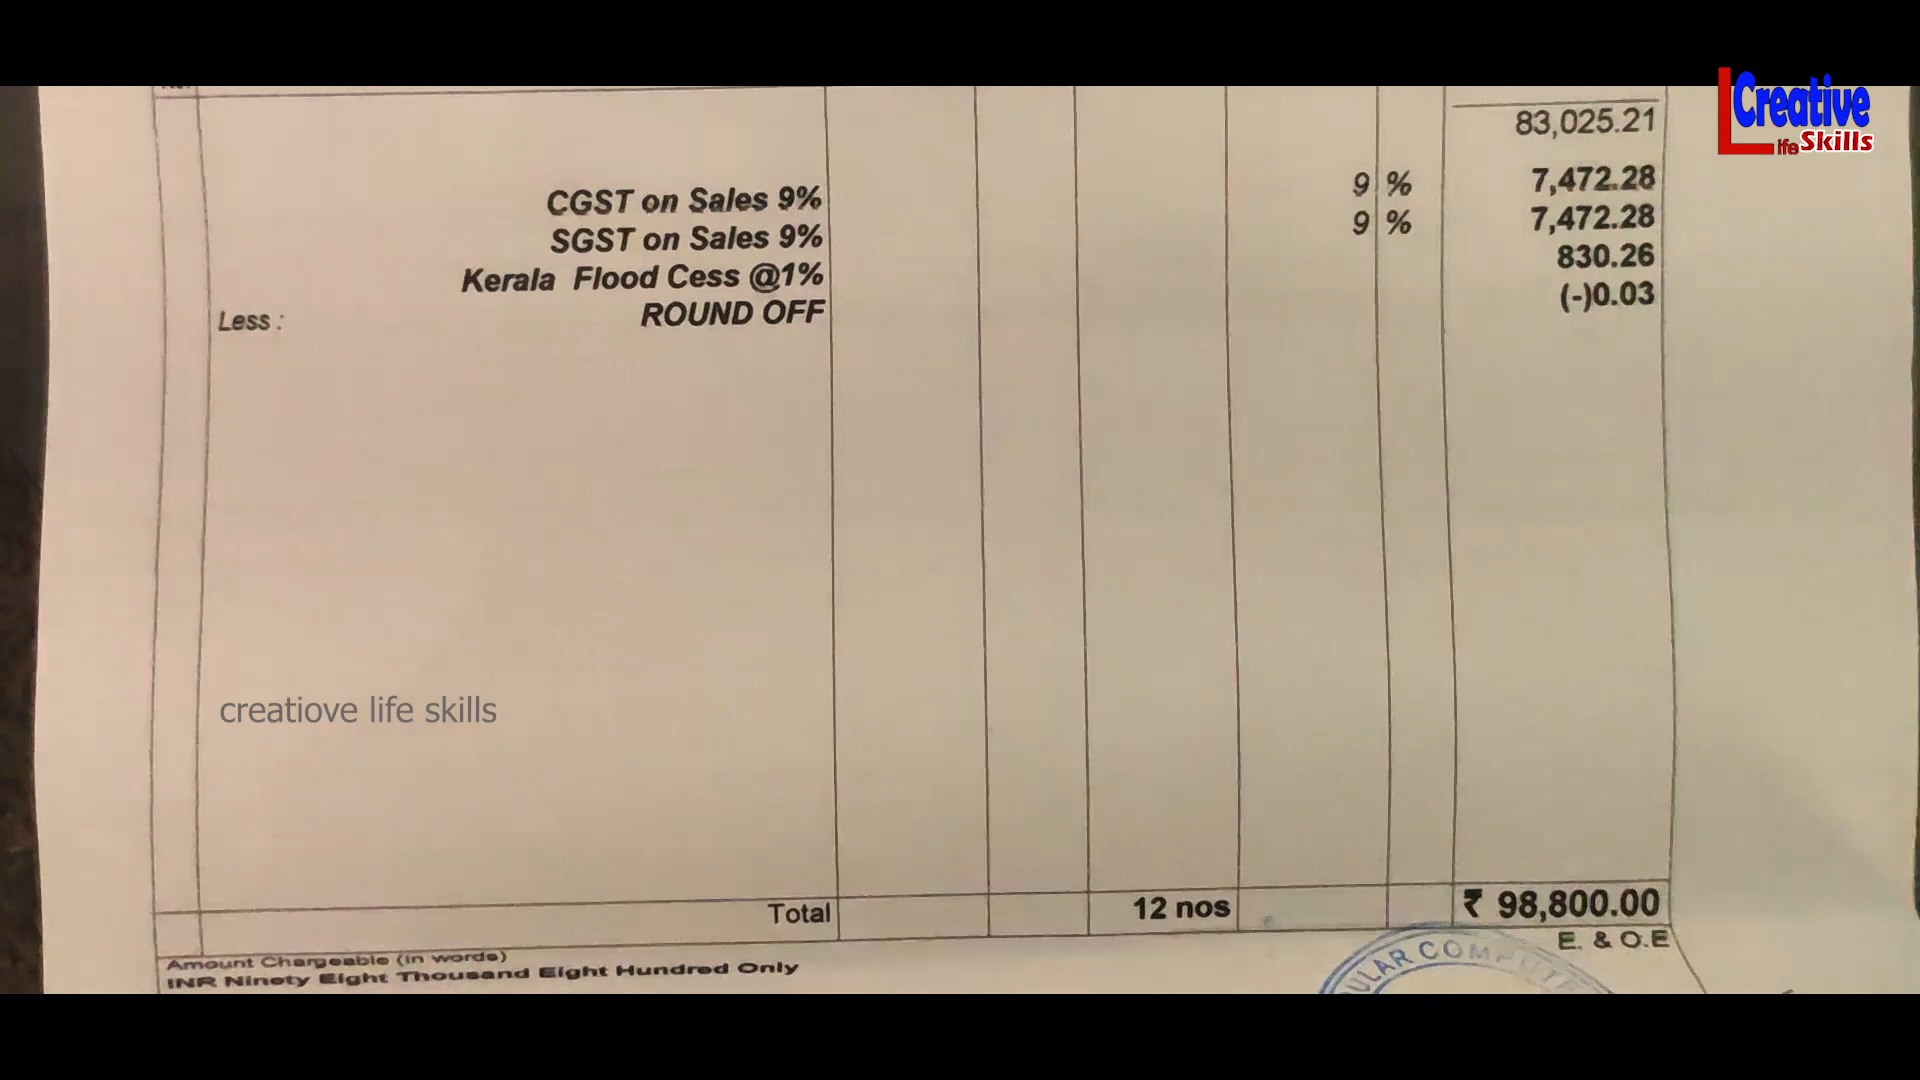 Creative
Life Skills
83,025.21
CGST on Sales 9% 9 % 7,472.28
SGST on Sales 9% 9 % 7,472.28
Kerala Flood Cess @1% 830.26
Less : ROUND OFF (-)0.03
creatiove life skills
Total 12 nos ₹ 98,800.00
E. & O.E
Amount Chargeable (in words)
INR Ninety Eight Thousand Eight Hundred Only